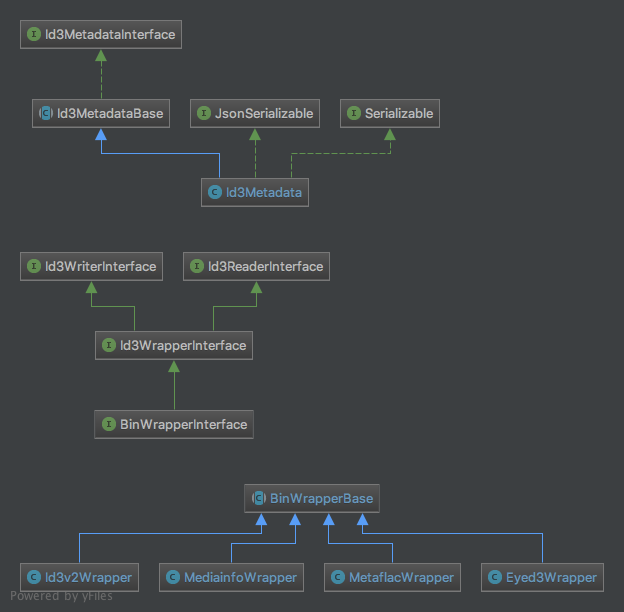 Id3MetadataInterface
Id3MetadataBase
JsonSerializable
Serializable
Id3Metadata
Id3WriterInterface
Id3ReaderInterface
Id3WrapperInterface
BinWrapperInterface
BinWrapperBase
Id3v2Wrapper
MediainfoWrapper
MetaflacWrapper
Eyed3Wrapper
Powered by yFiles